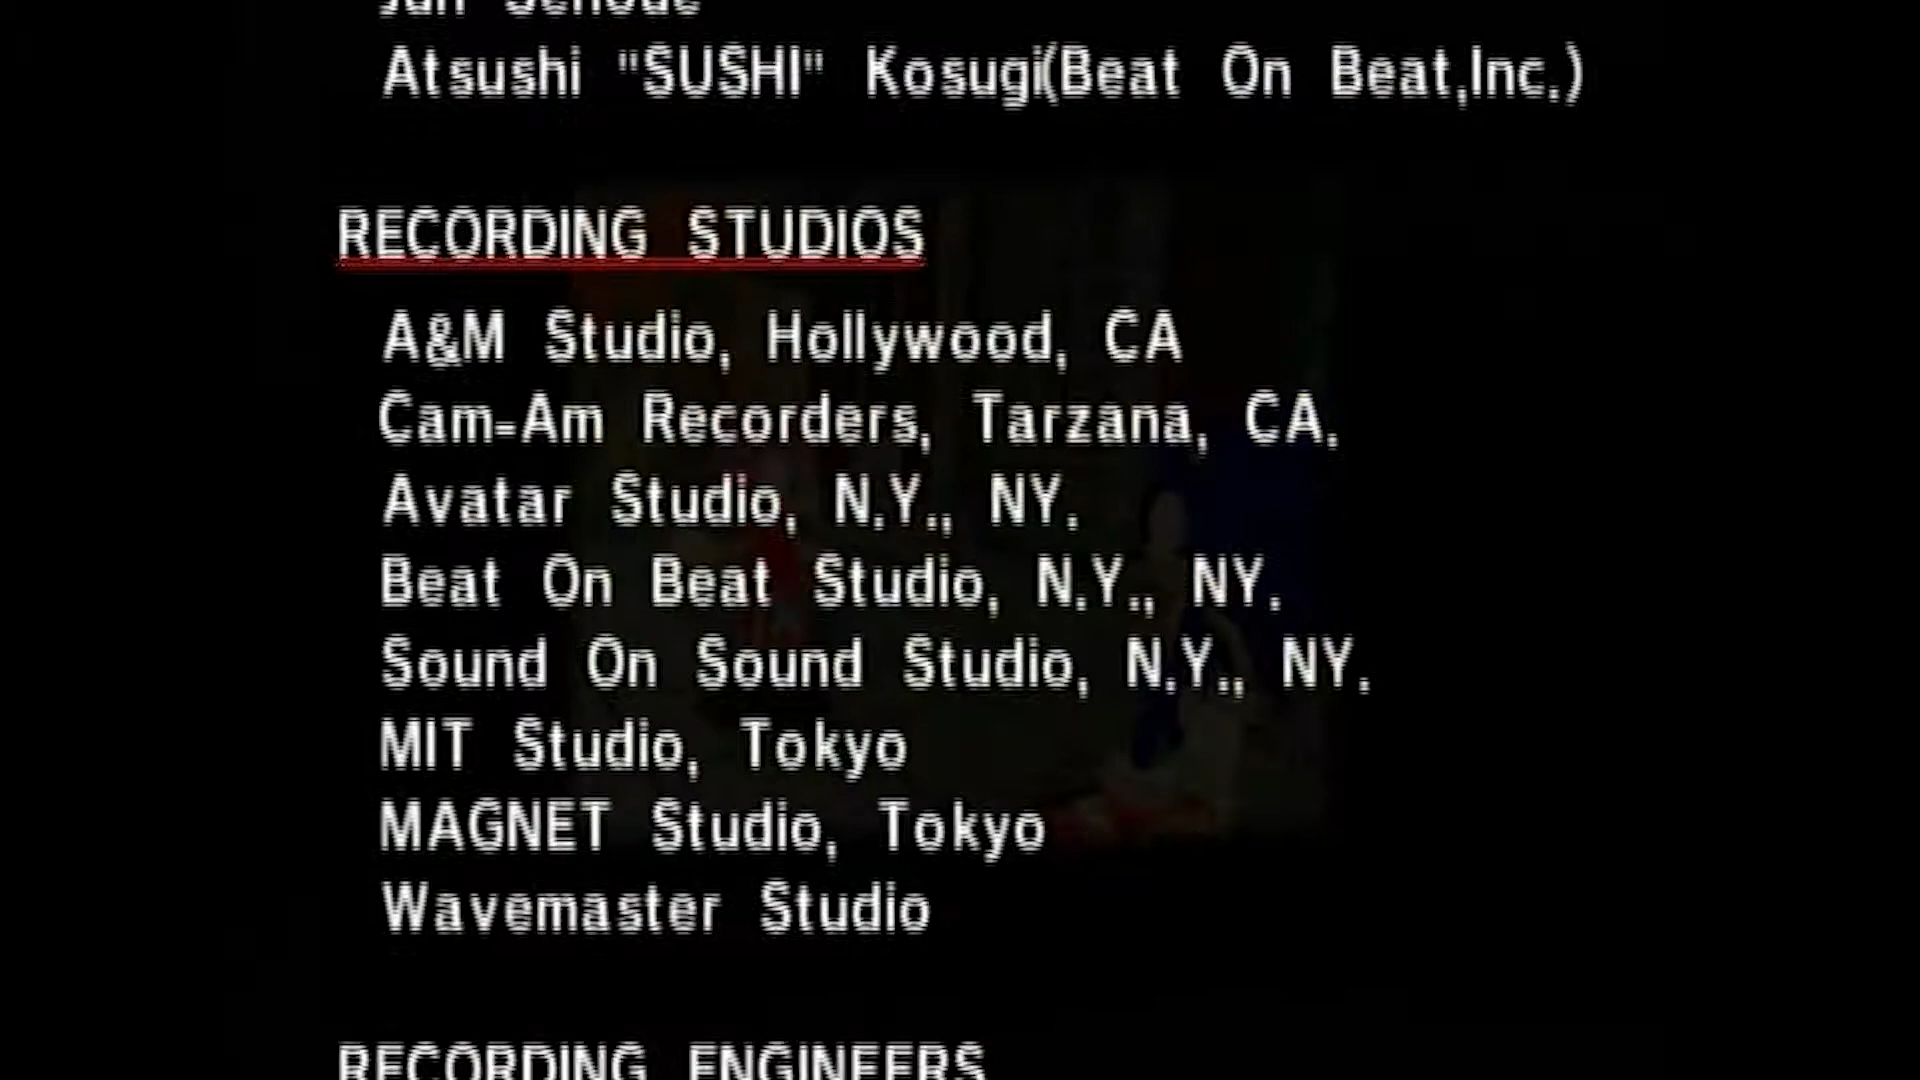 Jun Senoue
Atsushi "SUSHI" Kosugi(Beat On Beat,Inc.)
RECORDING STUDIOS
A&M Studio, Hollywood, CA
Cam-Am Recorders, Tarzana, CA.
Avatar Studio, N.Y., NY.
Beat On Beat Studio, N.Y., NY.
Sound On Sound Studio, N.Y., NY.
MIT Studio, Tokyo
MAGNET Studio, Tokyo
Wavemaster Studio
RECORDING ENGINEERS